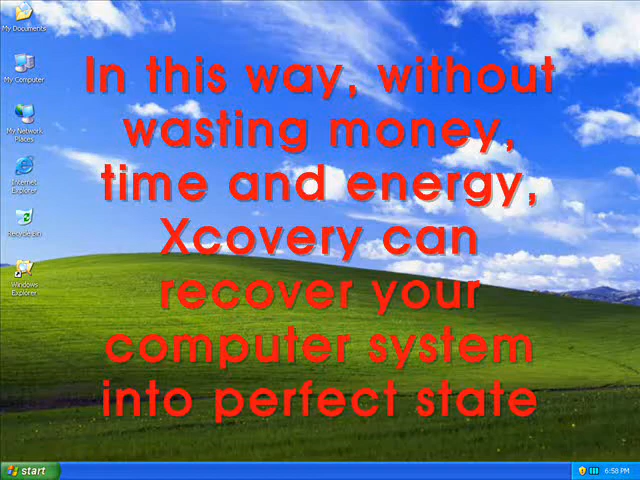 My Documents
My Computer
My Network
Places
Internet
Explorer
Recycle Bin
Windows
Explorer
In this way, without
wasting money,
time and energy,
Xcovery can
recover your
computer system
into perfect state
start
6:58 PM